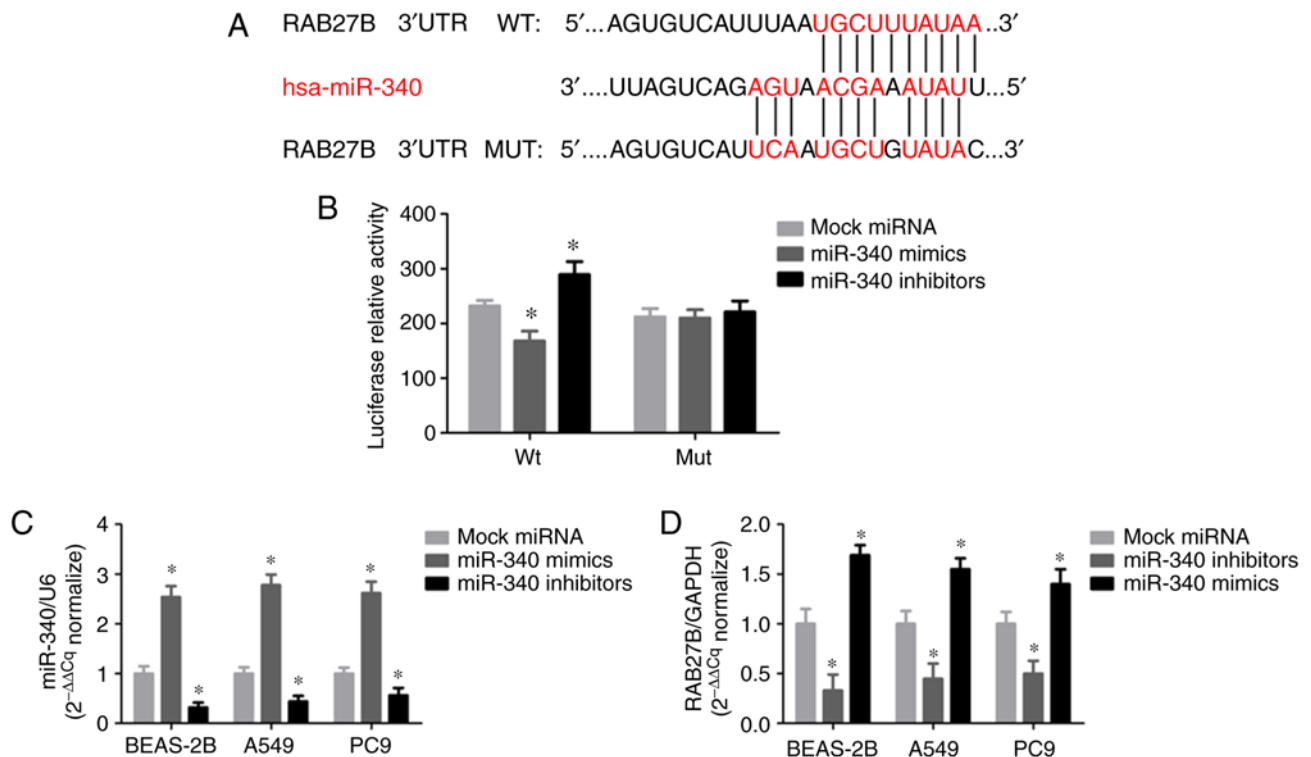 A
RAB27B 3′UTR WT: 5′...AGUGUCAUUUAAUGCUUUAUAA..3′
hsa-miR-340 3′....UUAGUCAGAGUAACGAAAUAUU...5′
RAB27B 3′UTR MUT: 5′....AGUGUCAUUCAAUGCUGUAUAC...3′
B
Luciferase relative activity
400
300
200
100
0
*
*
Wt
Mut
Mock miRNA
miR-340 mimics
miR-340 inhibitors
C
miR-340/U6
(2−ΔΔCq normalize)
4
3
2
1
0
*
*
*
*
*
*
BEAS-2B
A549
PC9
Mock miRNA
miR-340 mimics
miR-340 inhibitors
D
RAB27B/GAPDH
(2−ΔΔCq normalize)
2.0
1.5
1.0
0.5
0.0
*
*
*
*
*
*
BEAS-2B
A549
PC9
Mock miRNA
miR-340 inhibitors
miR-340 mimics